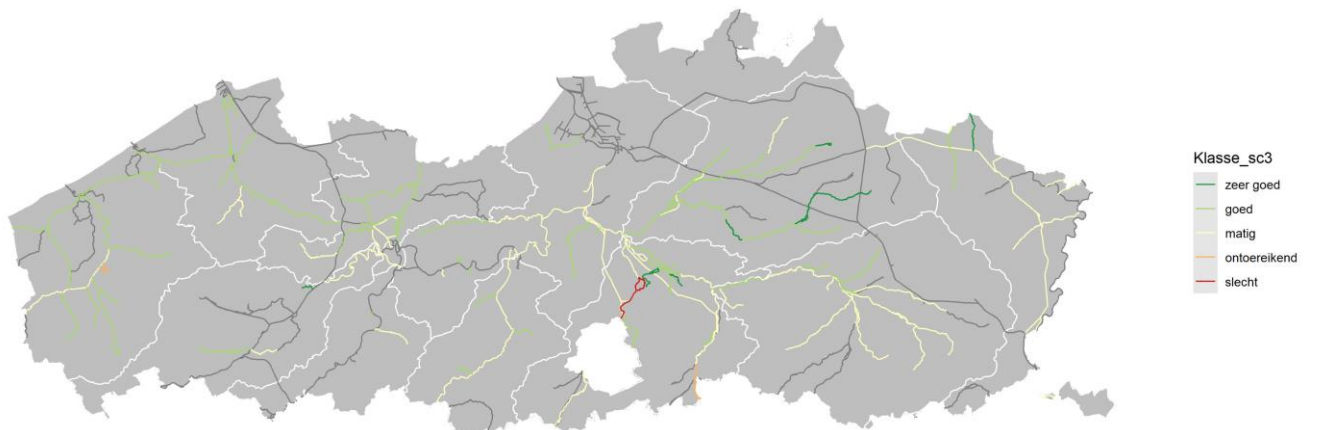 Klasse_sc3
zeer goed
goed
matig
ontoereikend
slecht